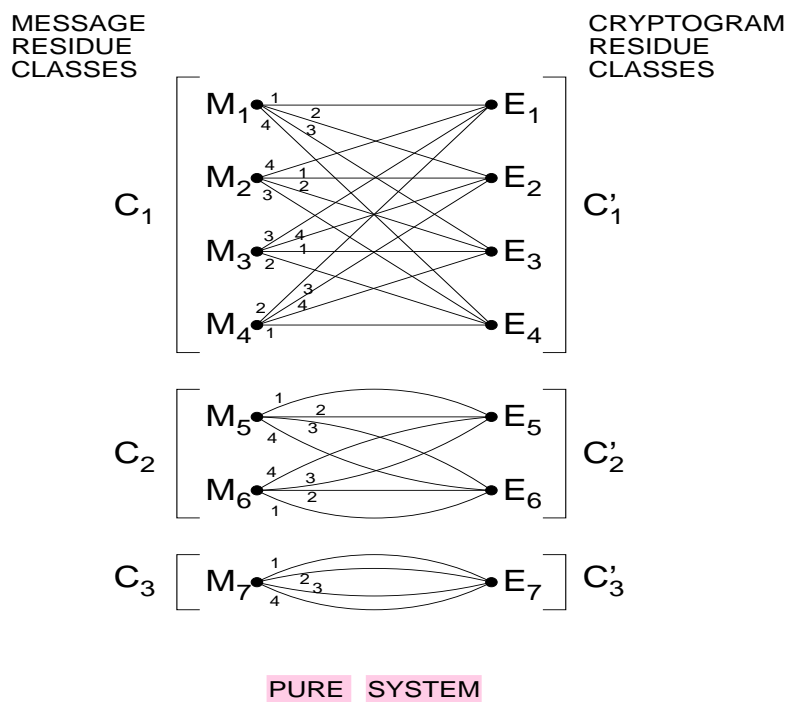 MESSAGE
RESIDUE
CLASSES
CRYPTOGRAM
RESIDUE
CLASSES
C1
M1
1
2
3
4
E1
M2
4
1
2
3
E2
M3
3
4
1
2
E3
M4
2
3
4
1
E4
C'1
C2
M5
1
2
3
4
E5
M6
4
3
2
1
E6
C'2
C3
M7
1
2
3
4
E7
C'3
PURE SYSTEM